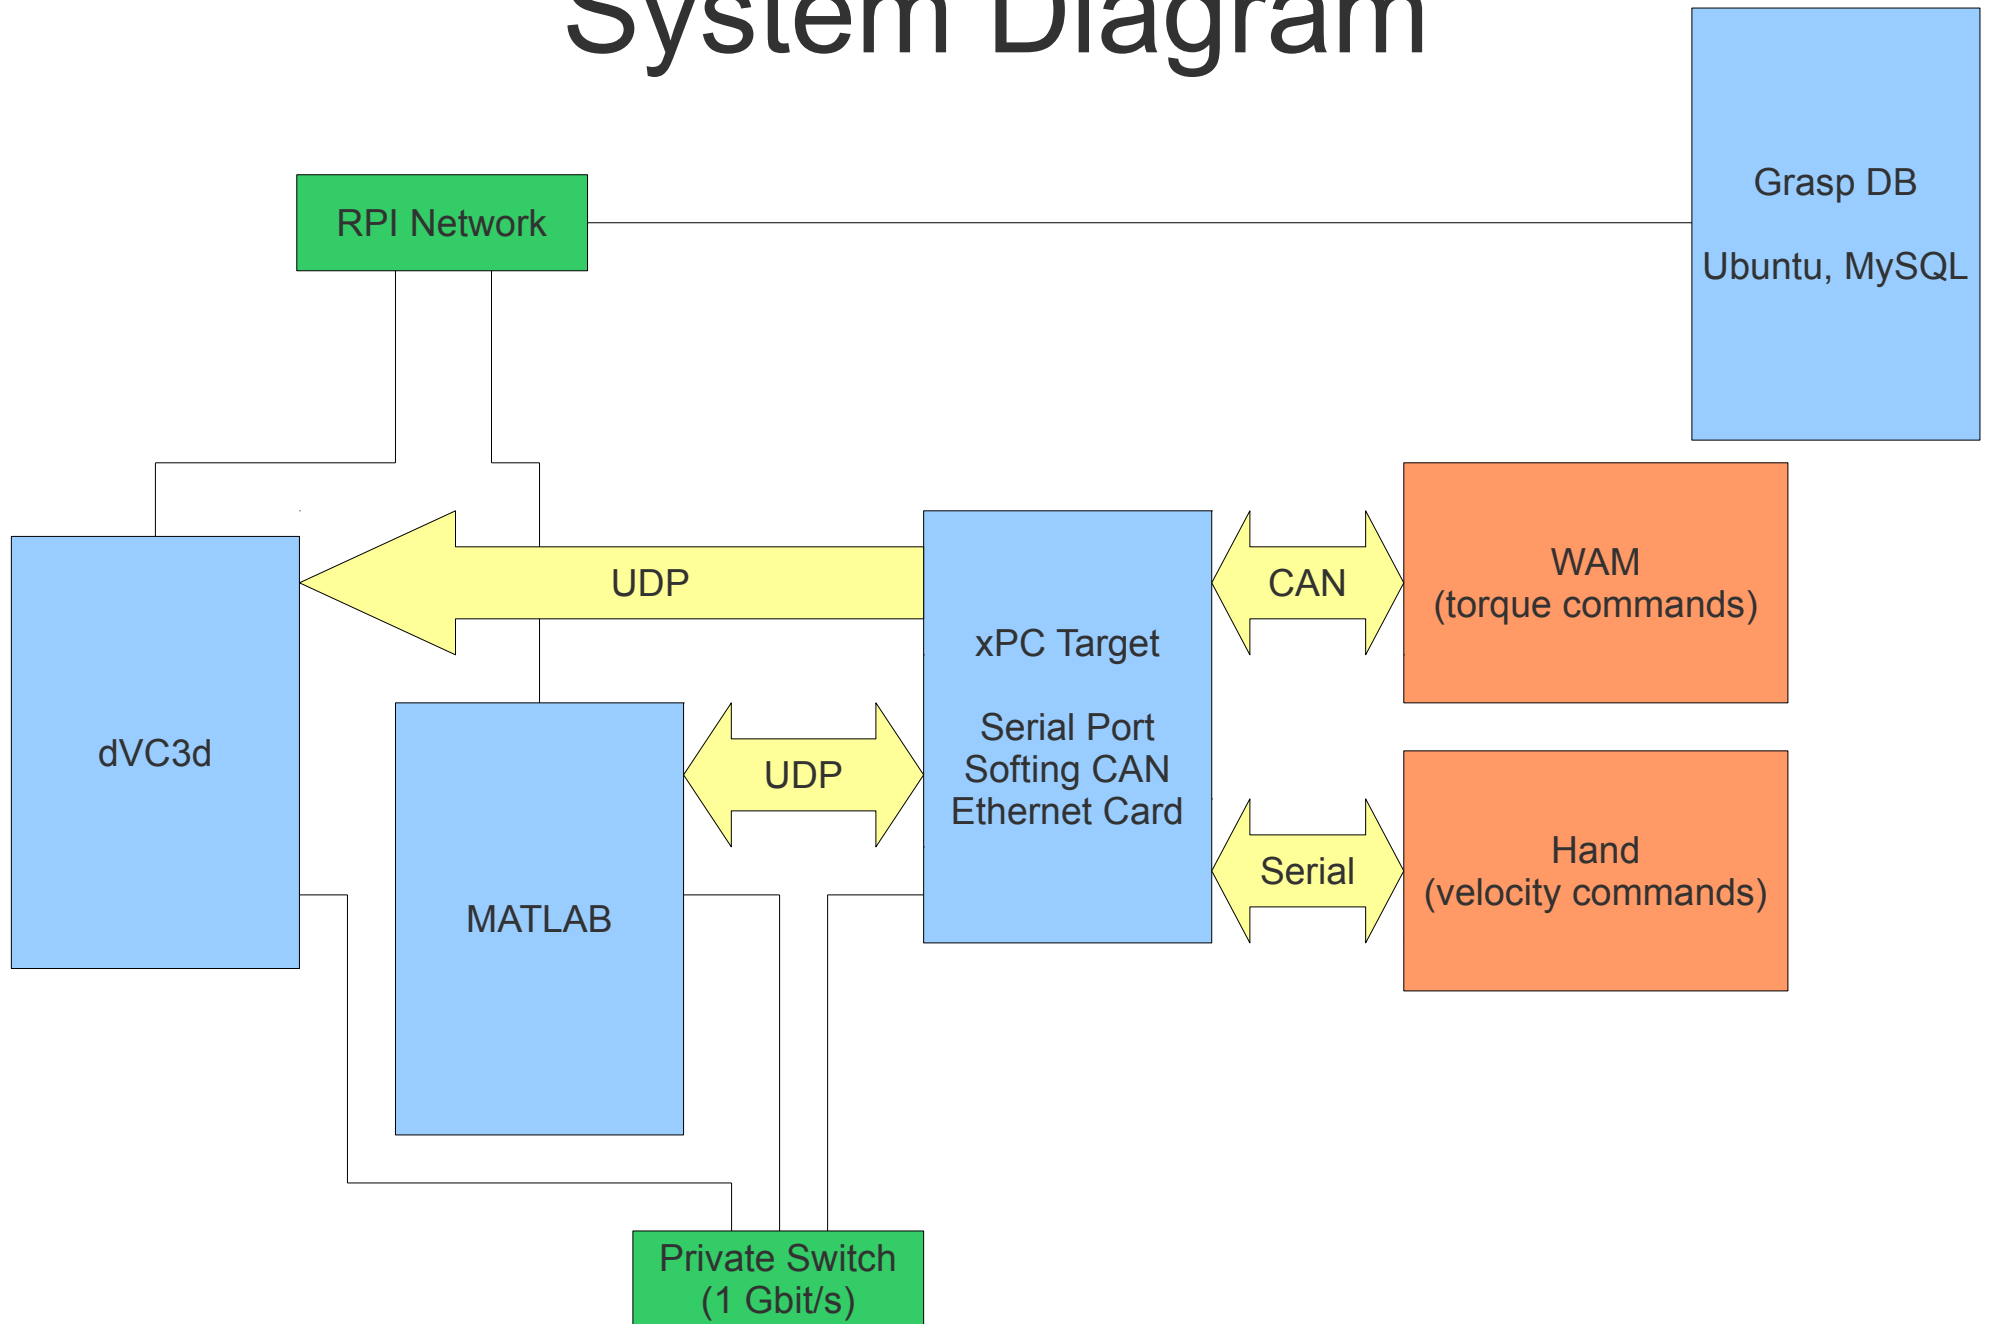 System Diagram
Grasp DB
Ubuntu, MySQL
RPI Network
UDP
CAN
WAM
(torque commands)
xPC Target
Serial Port
Softing CAN
Ethernet Card
dVC3d
UDP
MATLAB
Serial
Hand
(velocity commands)
Private Switch
(1 Gbit/s)